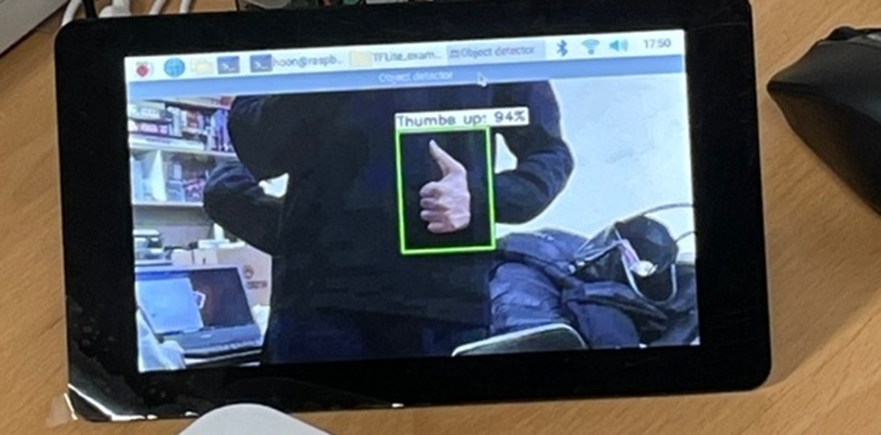 hoon@raspb... TFLite_exam... Object detector 17:50
Object detector
Thumbs up: 94%